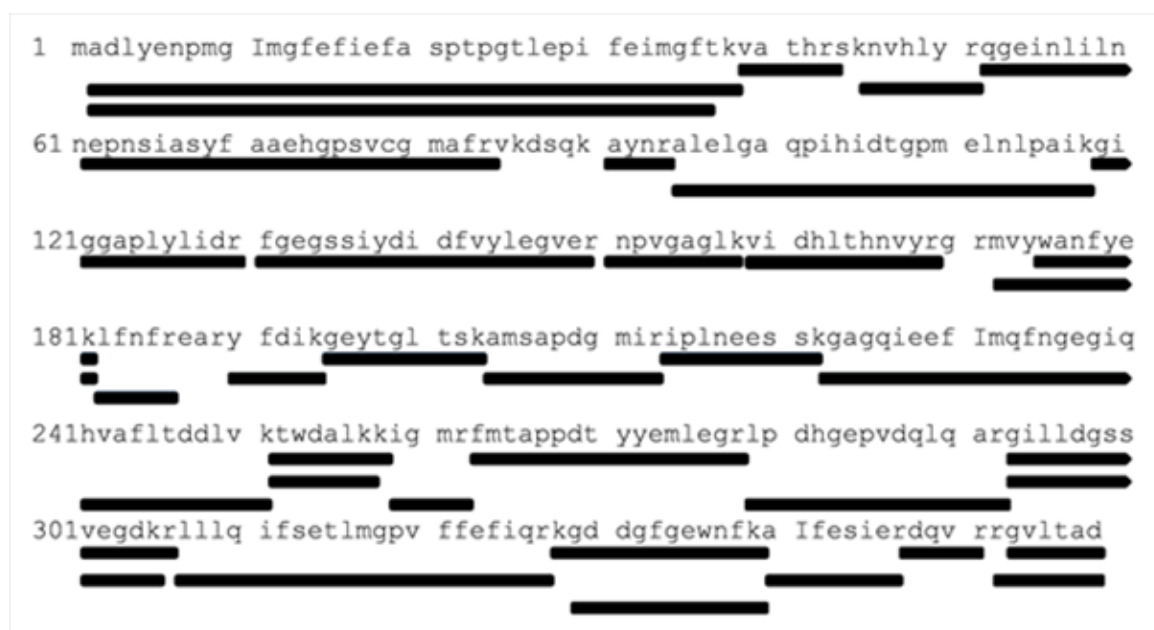 1 madlyenpmg Imgfefiefa sptpgtlepi feimgftkva thrsknvhly rqgeinliln
61 nepnsiasyf aaehgpsvcg mafrvkdsqk aynralelga qpihidtgpm elnlpaikgi
121ggaplylidr fgegssiydi dfvylegver npvgaglkvi dhlthnvyrg rmvywanfye
181klfnfreary fdikgeytgl tskamsapdg miriplnees skgagqieef Imqfngegiq
241hvafltddlv ktwdalkkig mrfmtappdt yyemlegrlp dhgepvdqlq argilldgss
301vegdkrlllq ifsetlmgpv ffefiqrkgd dgfgewnfka Ifesierdqv rrgvltad